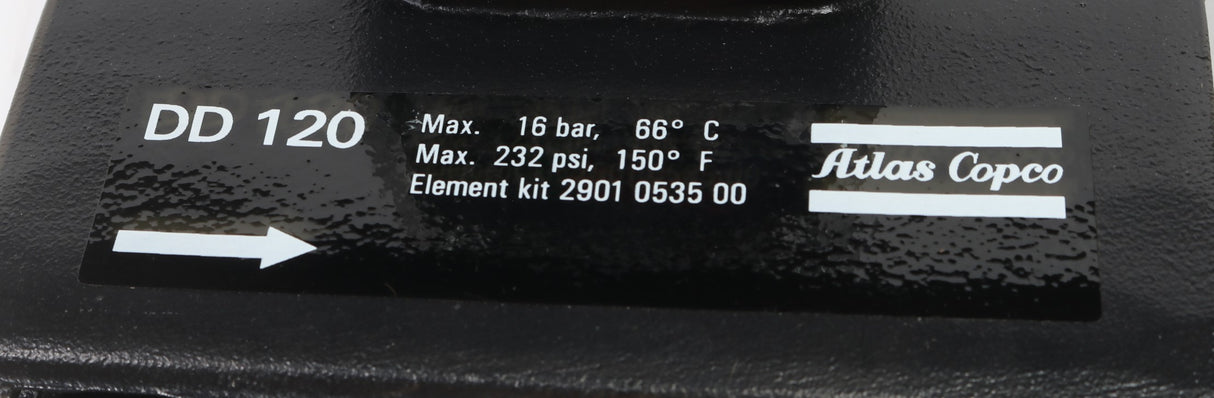 DD 120
Max. 16 bar, 66° C
Max. 232 psi, 150° F
Element kit 2901 0535 00
Atlas Copco